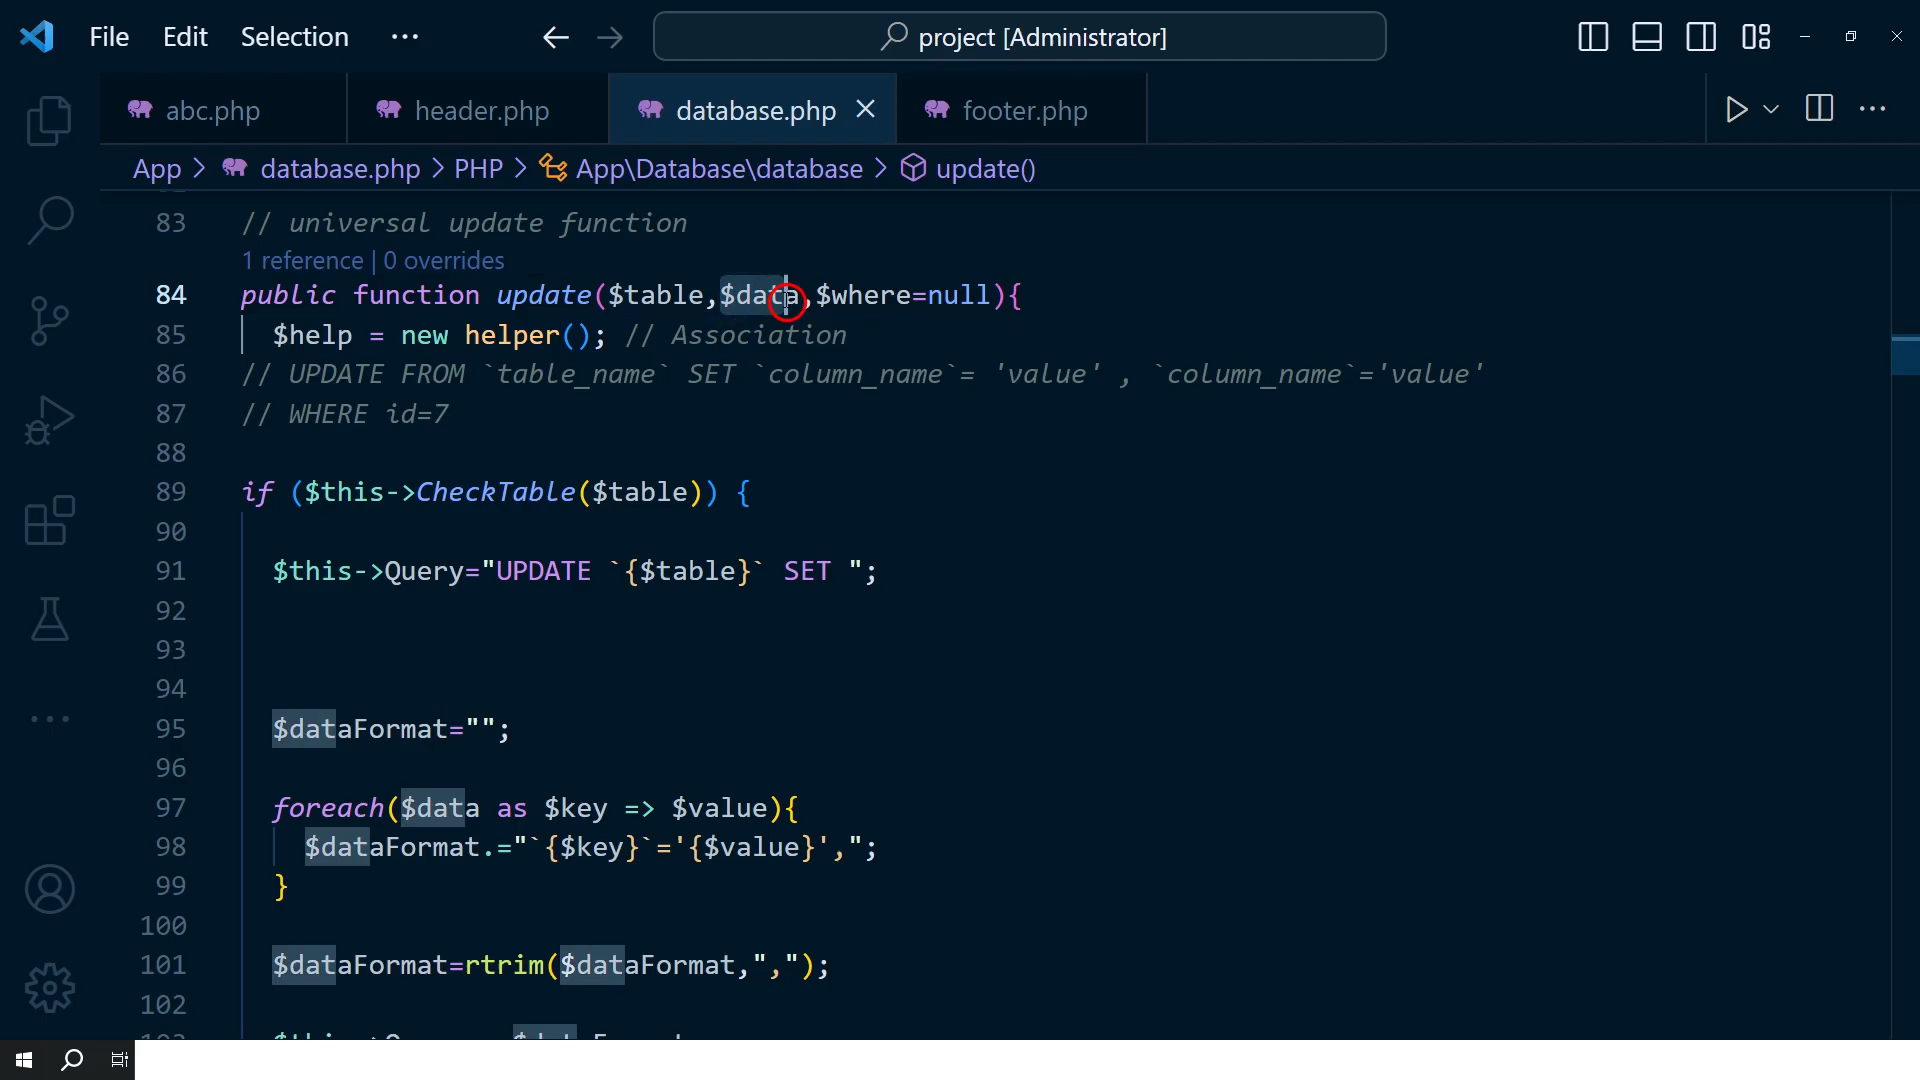 File Edit Selection ··· project [Administrator]
abc.php header.php database.php footer.php
App > database.php > PHP > App\Database\database > update()
83 // universal update function
1 reference | 0 overrides
84 public function update($table,$data,$where=null){
85 $help = new helper(); // Association
86 // UPDATE FROM `table_name` SET `column_name`= 'value' , `column_name`='value'
87 // WHERE id=7
88
89 if ($this->CheckTable($table)) {
90
91 $this->Query="UPDATE `{$table}` SET ";
92
93
94
95 $dataFormat="";
96
97 foreach($data as $key => $value){
98 $dataFormat.="`{$key}`='{$value}',";
99 }
100
101 $dataFormat=rtrim($dataFormat,",");
102